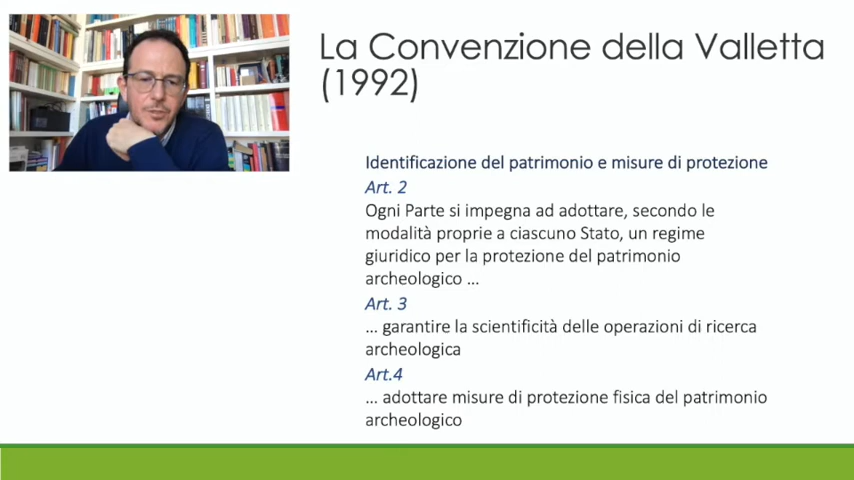 La Convenzione della Valletta
(1992)
Identificazione del patrimonio e misure di protezione
Art. 2
Ogni Parte si impegna ad adottare, secondo le
modalità proprie a ciascuno Stato, un regime
giuridico per la protezione del patrimonio
archeologico ...
Art. 3
... garantire la scientificità delle operazioni di ricerca
archeologica
Art.4
... adottare misure di protezione fisica del patrimonio
archeologico